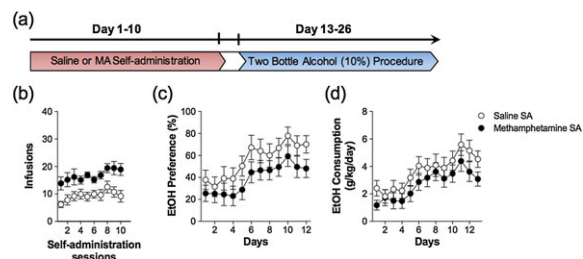 (a)
Day 1-10
Day 13-26
Saline or MA Self-administration
Two Bottle Alcohol (10%) Procedure
(b)
(c)
(d)
Saline SA
Methamphetamine SA
Infusions
40
30
20
10
0
2 4 6 8 10
Self-administration
sessions
EtOH Preference (%)
100
80
60
40
20
0
2 4 6 8 10 12
Days
EtOH Consumption
(g/kg/day)
8
6
4
2
0
2 4 6 8 10 12
Days